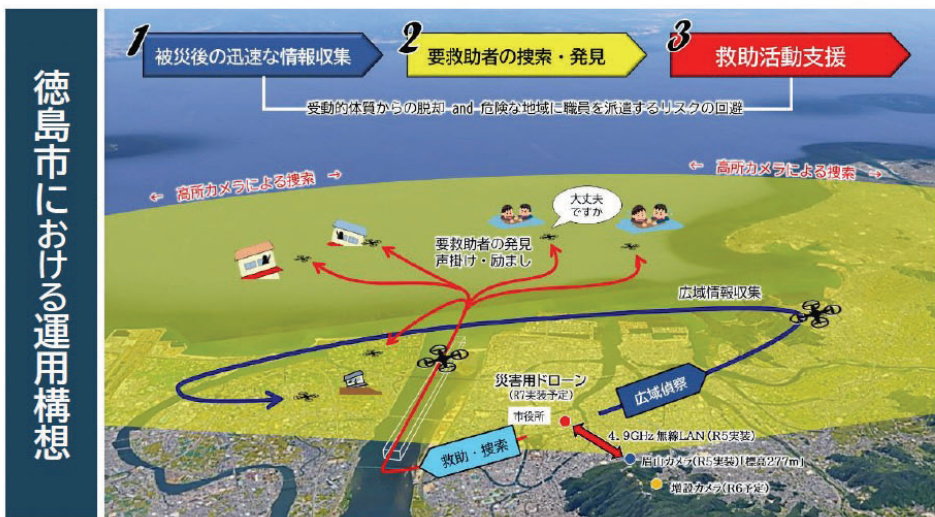 徳島市における運用構想
1 被災後の迅速な情報収集
2 要救助者の捜索・発見
3 救助活動支援
受動的体質からの脱却 and 危険な地域に職員を派遣するリスクの回避
← 高所カメラによる捜索 →
← 高所カメラによる捜索 →
大丈夫
ですか
要救助者の発見
声掛け・励まし
広域情報収集
災害用ドローン
(R7実装予定)
市役所
広域偵察
救助・捜索
4.9GHz 無線LAN(R5実装)
眉山カメラ(R5実装)「標高277m」
増設カメラ(R6予定)